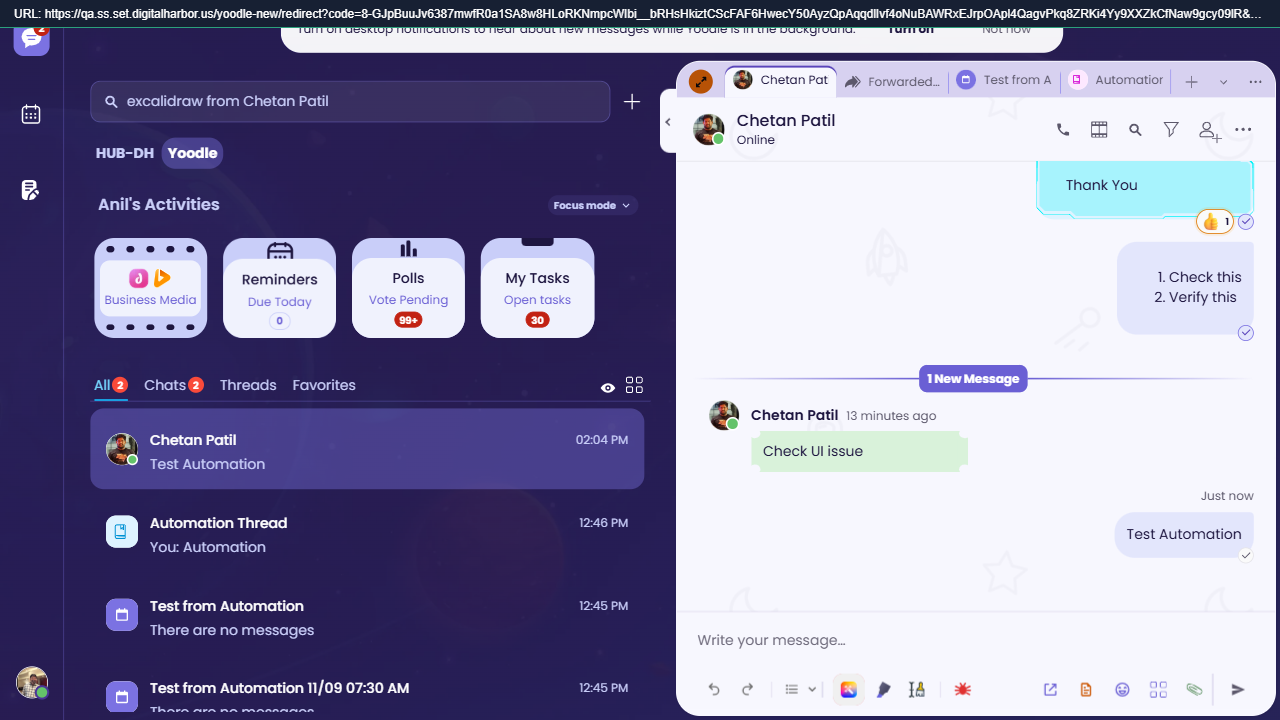 URL: https://qa.ss.set.digitalharbor.us/yoodle-new/redirect?code=8-GJpBuuJv6387mwfR0a1SA8w8HLoRKNmpcWlbi__bRHsHkiztCScFAF6HwecY50AyzQpAqqdllvf4oNuBAWRxEJrpOApl4QagvPkq8ZRKi4Yy9XXZkCfNaw9gcy09lR&...
2
Turn on desktop notifications to hear about new messages while Yoodle is in the background. Turn on Not now
excalidraw from Chetan Patil
HUB-DH Yoodle
Anil's Activities
Focus mode
Business Media
Reminders
Due Today
0
Polls
Vote Pending
99+
My Tasks
Open tasks
30
All 2 Chats 2 Threads Favorites
Chetan Patil 02:04 PM
Test Automation
Automation Thread 12:46 PM
You: Automation
Test from Automation 12:45 PM
There are no messages
Test from Automation 11/09 07:30 AM 12:45 PM
There are no messages
Chetan Pat Forwarded... Test from A Automation
Chetan Patil
Online
Thank You
👍 1
1. Check this
2. Verify this
1 New Message
Chetan Patil 13 minutes ago
Check UI issue
Just now
Test Automation
Write your message...